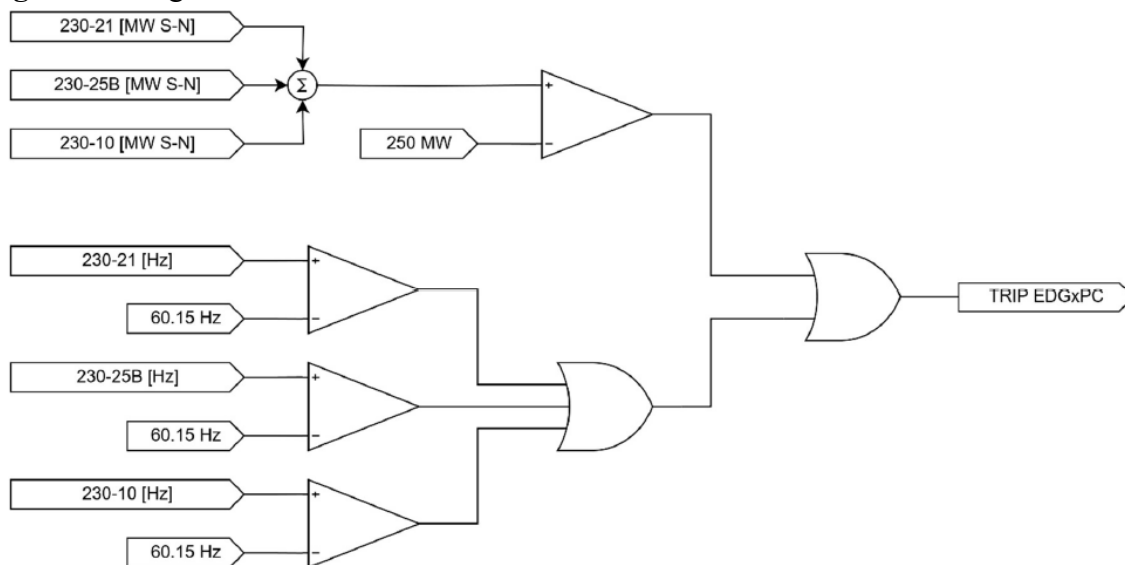 230-21 [MW S-N]
230-25B [MW S-N]
Σ
+
230-10 [MW S-N]
250 MW
-
230-21 [Hz]
+
60.15 Hz
-
TRIP EDGxPC
230-25B [Hz]
+
60.15 Hz
-
230-10 [Hz]
+
60.15 Hz
-